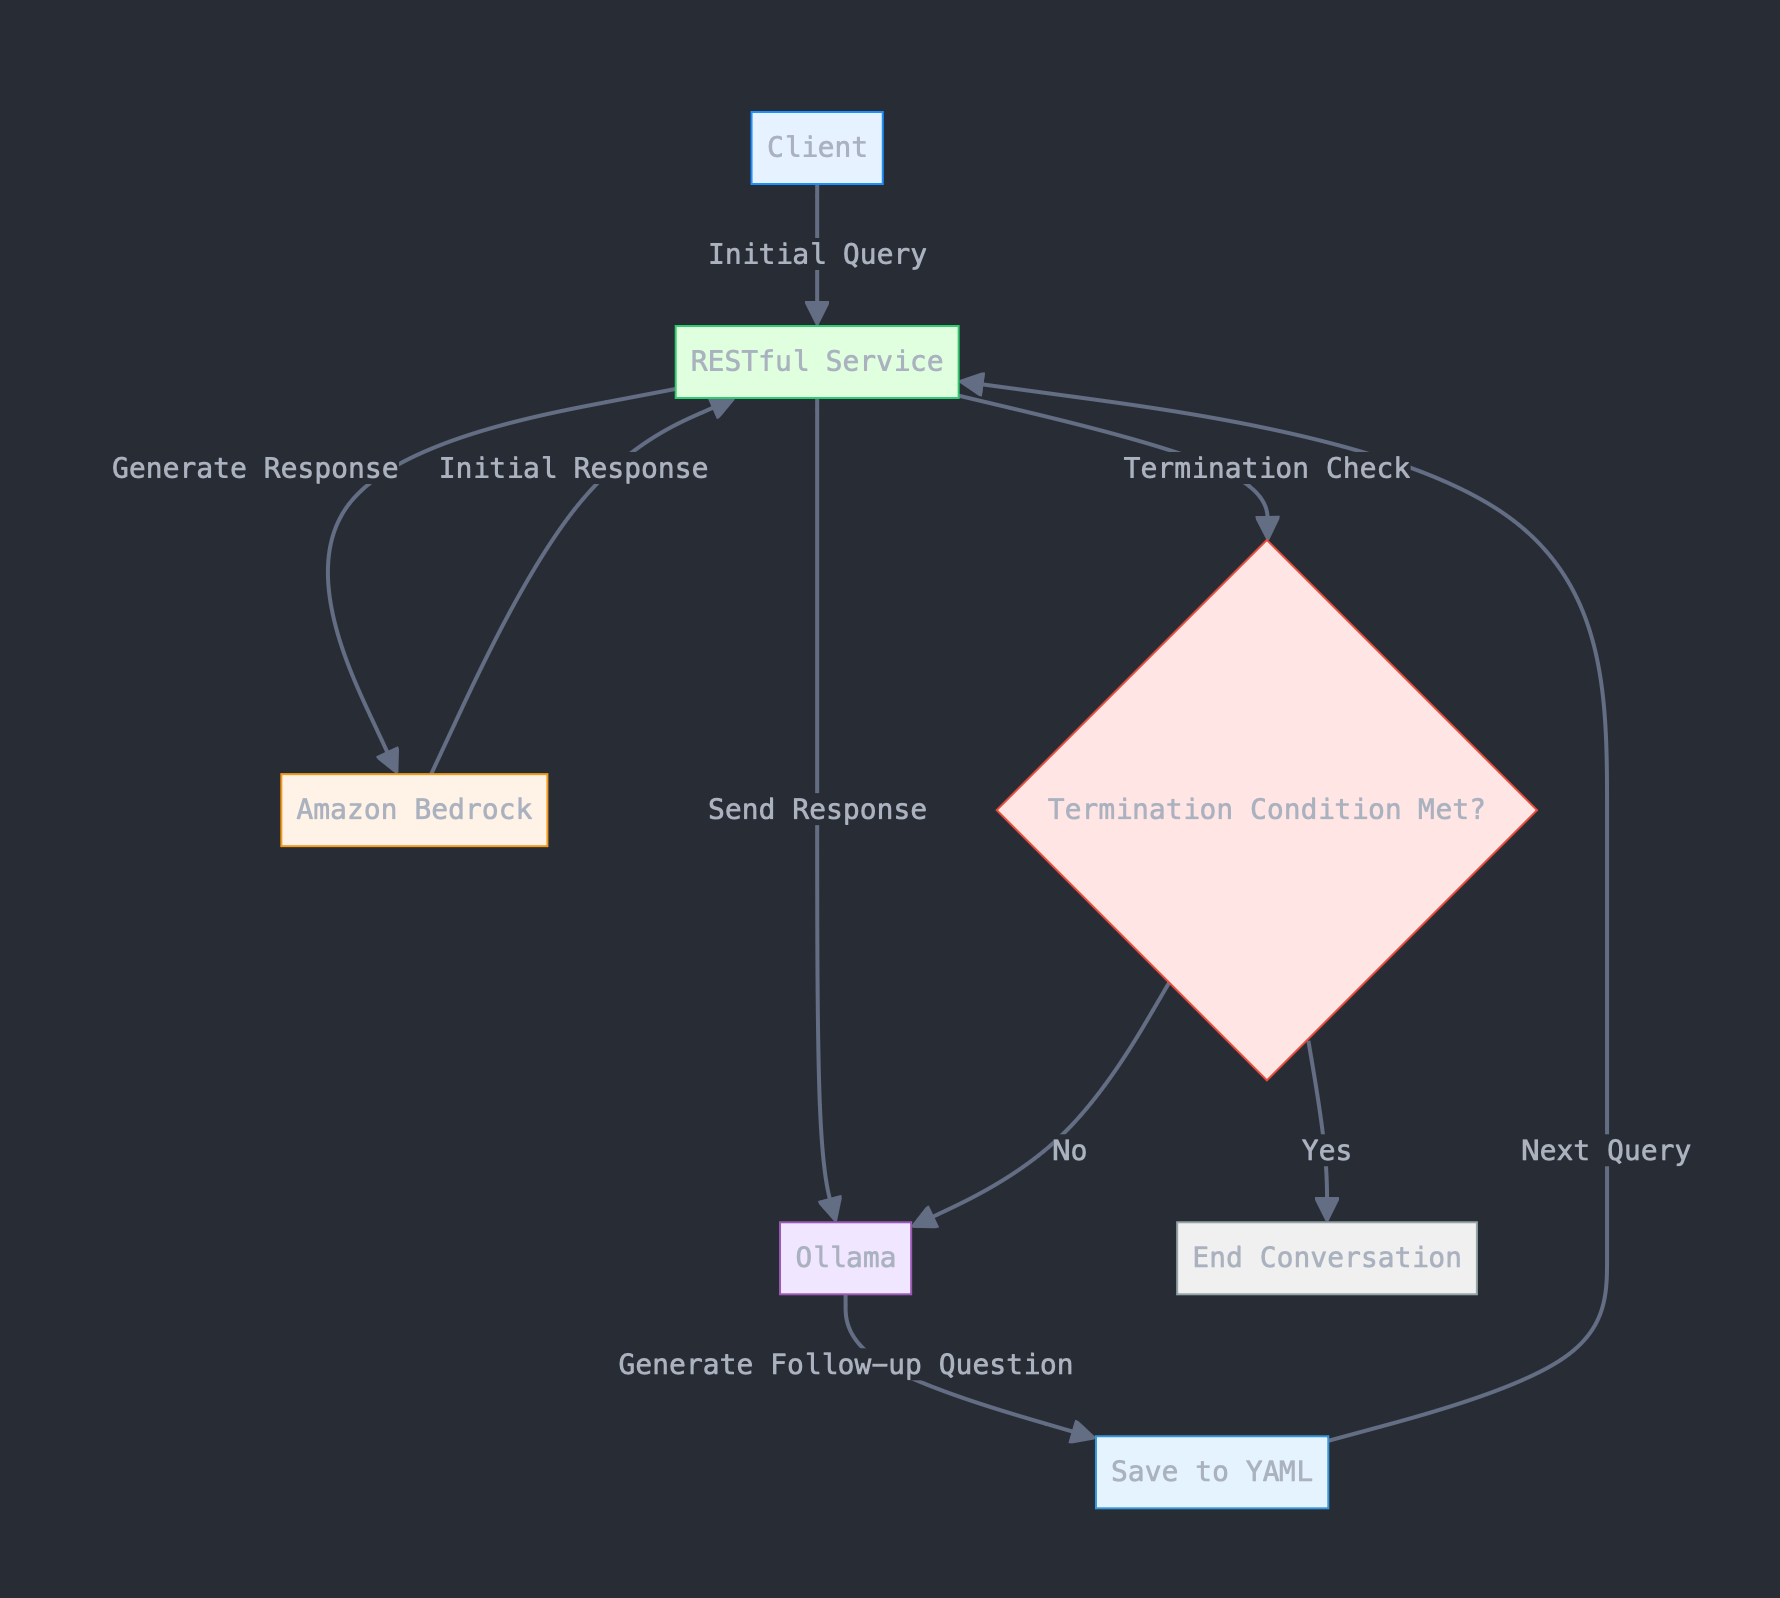 Client
Initial Query
RESTful Service
Generate Response
Initial Response
Termination Check
Amazon Bedrock
Send Response
Termination Condition Met?
No
Yes
Next Query
Ollama
End Conversation
Generate Follow-up Question
Save to YAML